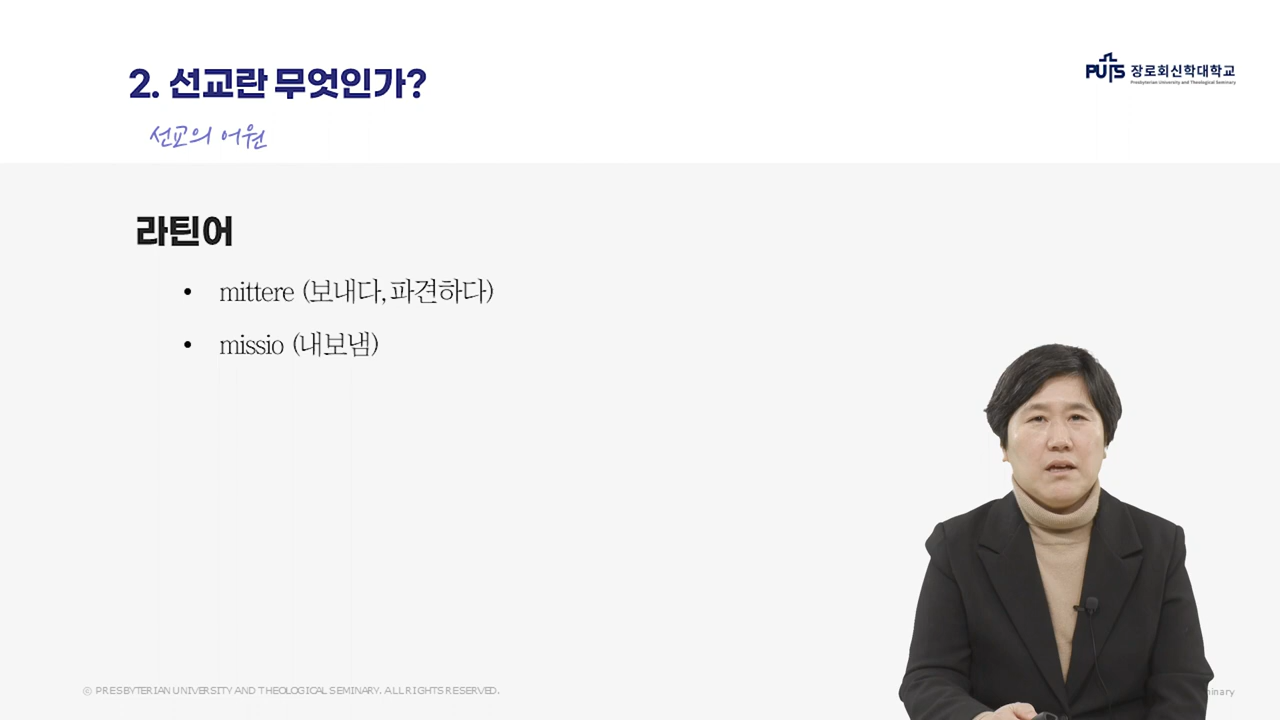 2. 선교란 무엇인가?
선교의 어원
PUTS 장로회신학대학교
Presbyterian University and Theological Seminary
라틴어
• mittere (보내다, 파견하다)
• missio (내보냄)
© PRESBYTERIAN UNIVERSITY AND THEOLOGICAL SEMINARY. ALL RIGHTS RESERVED.